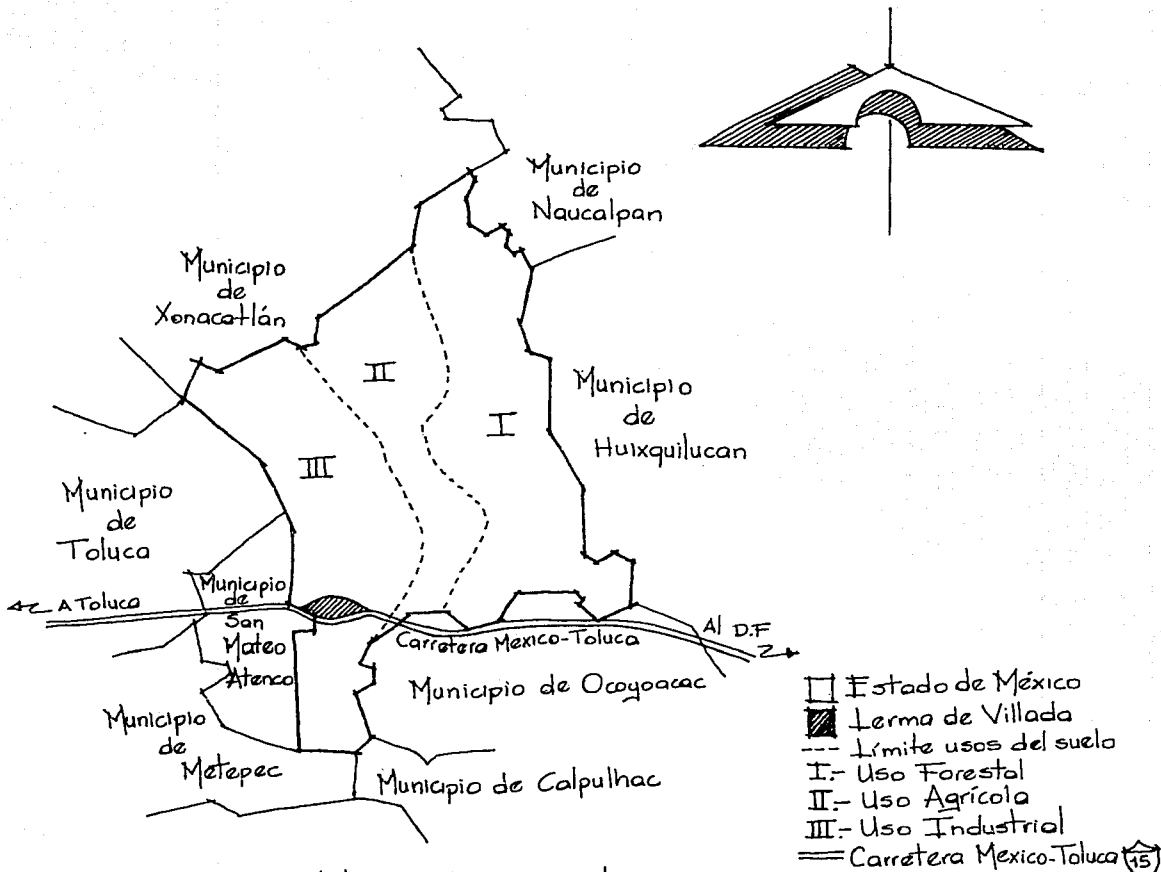 Municipio
de
Naucalpan
Municipio
de
Xonacatlán
II
Municipio
de
Huixquilucan
I
III
Municipio
de
Toluca
A Toluca
Municipio
de
San
Mateo
Atenco
Carretera Mexico-Toluca
Al D.F
Municipio de Ocoyoacac
Municipio
de
Metepec
Municipio de Calpulhac
Estado de México
Lerma de Villada
Límite usos del suelo
I.- Uso Forestal
II.- Uso Agrícola
III.- Uso Industrial
Carretera Mexico-Toluca 15